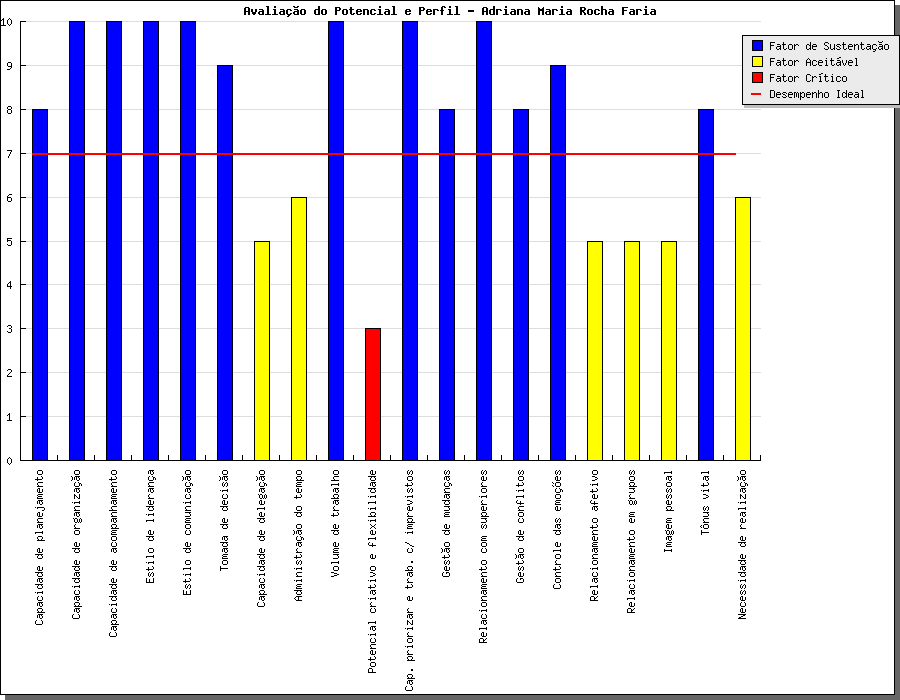 Avaliação do Potencial e Perfil - Adriana Maria Rocha Faria
Fator de Sustentação
Fator Aceitável
Fator Crítico
Desempenho Ideal
10
9
8
7
6
5
4
3
2
1
0
Capacidade de planejamento
Capacidade de organização
Capacidade de acompanhamento
Estilo de liderança
Estilo de comunicação
Tomada de decisão
Capacidade de delegação
Administração do tempo
Volume de trabalho
Potencial criativo e flexibilidade
Cap. priorizar e trab. c/ imprevistos
Gestão de mudanças
Relacionamento com superiores
Gestão de conflitos
Controle das emoções
Relacionamento afetivo
Relacionamento em grupos
Imagem pessoal
Tônus vital
Necessidade de realização